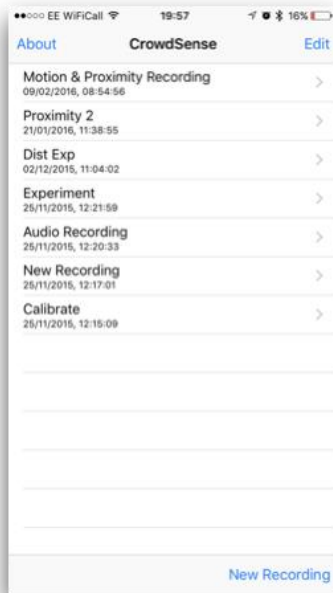 EE WiFiCall 19:57 16%
About CrowdSense Edit
Motion & Proximity Recording
09/02/2016, 08:54:56
Proximity 2
21/01/2016, 11:38:55
Dist Exp
02/12/2015, 11:04:02
Experiment
25/11/2015, 12:21:59
Audio Recording
25/11/2015, 12:20:33
New Recording
25/11/2015, 12:17:01
Calibrate
25/11/2015, 12:15:09
New Recording